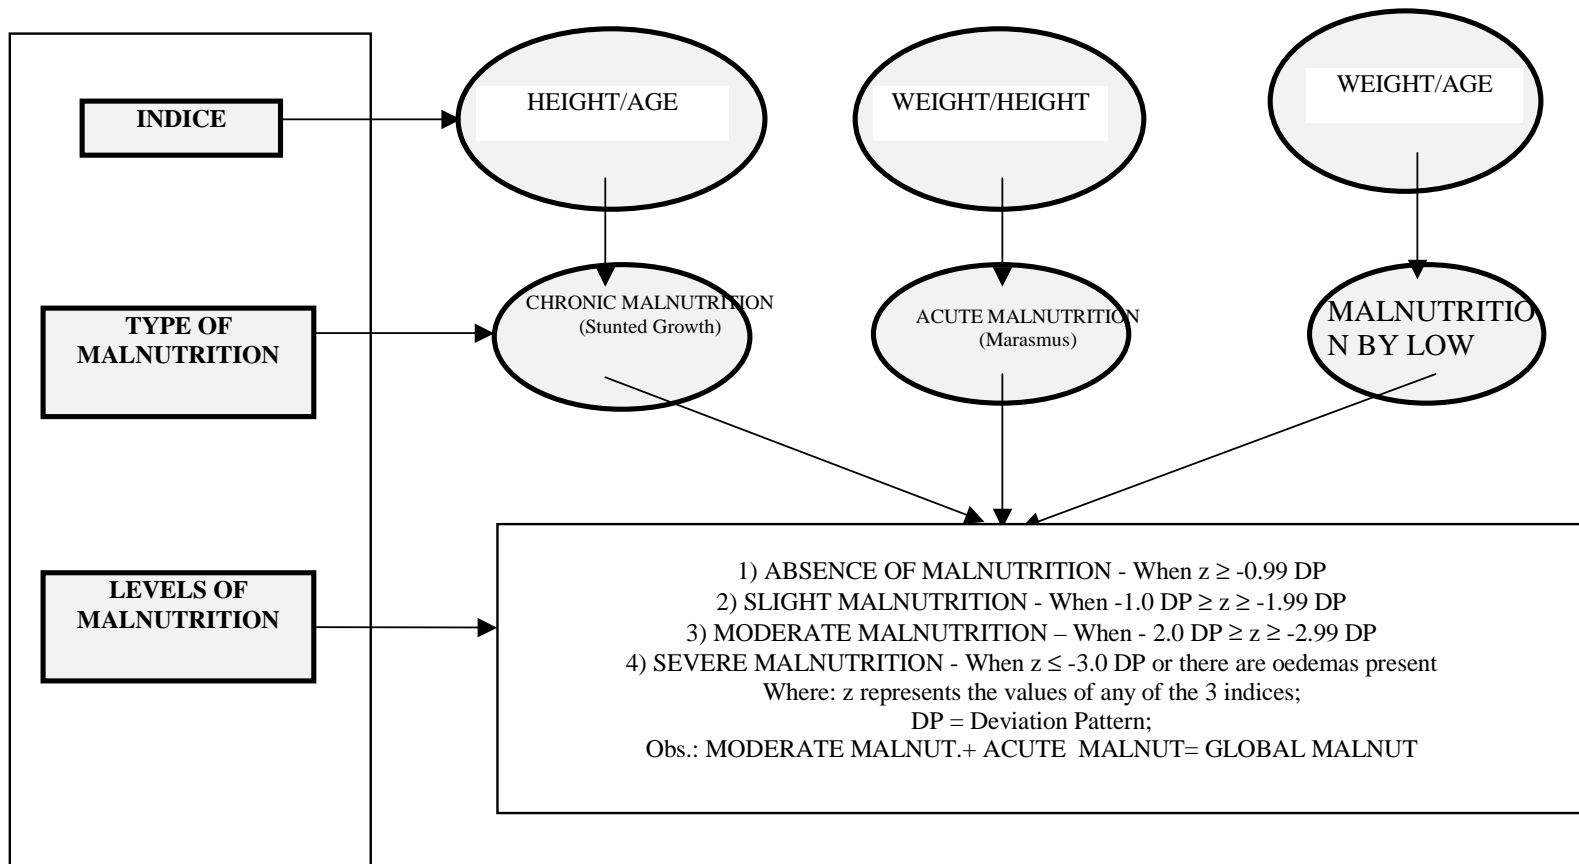 INDICE
HEIGHT/AGE
WEIGHT/HEIGHT
WEIGHT/AGE
TYPE OF
MALNUTRITION
CHRONIC MALNUTRITION
(Stunted Growth)
ACUTE MALNUTRITION
(Marasmus)
MALNUTRITIO
N BY LOW
LEVELS OF
MALNUTRITION
1) ABSENCE OF MALNUTRITION - When z ≥ -0.99 DP
2) SLIGHT MALNUTRITION - When -1.0 DP ≥ z ≥ -1.99 DP
3) MODERATE MALNUTRITION – When - 2.0 DP ≥ z ≥ -2.99 DP
4) SEVERE MALNUTRITION - When z ≤ -3.0 DP or there are oedemas present
Where: z represents the values of any of the 3 indices;
DP = Deviation Pattern;
Obs.: MODERATE MALNUT.+ ACUTE  MALNUT= GLOBAL MALNUT